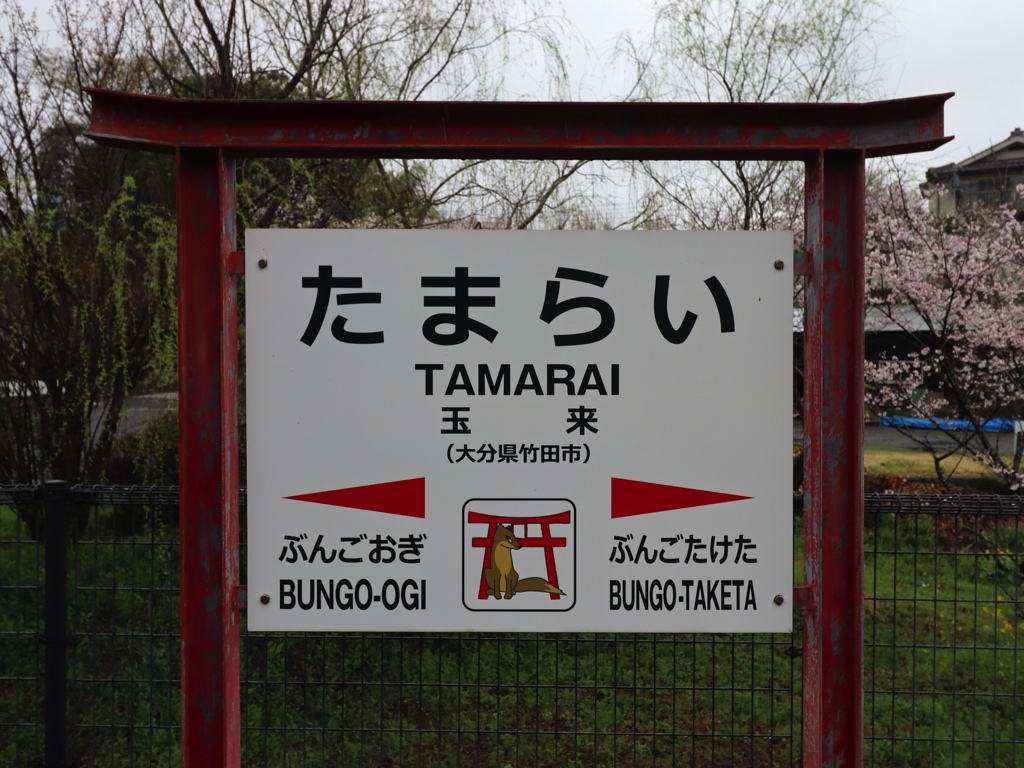 たまらい
TAMARAI
玉 来
（大分県竹田市）
ぶんごおぎ ぶんごたけた
BUNGO-OGI BUNGO-TAKETA